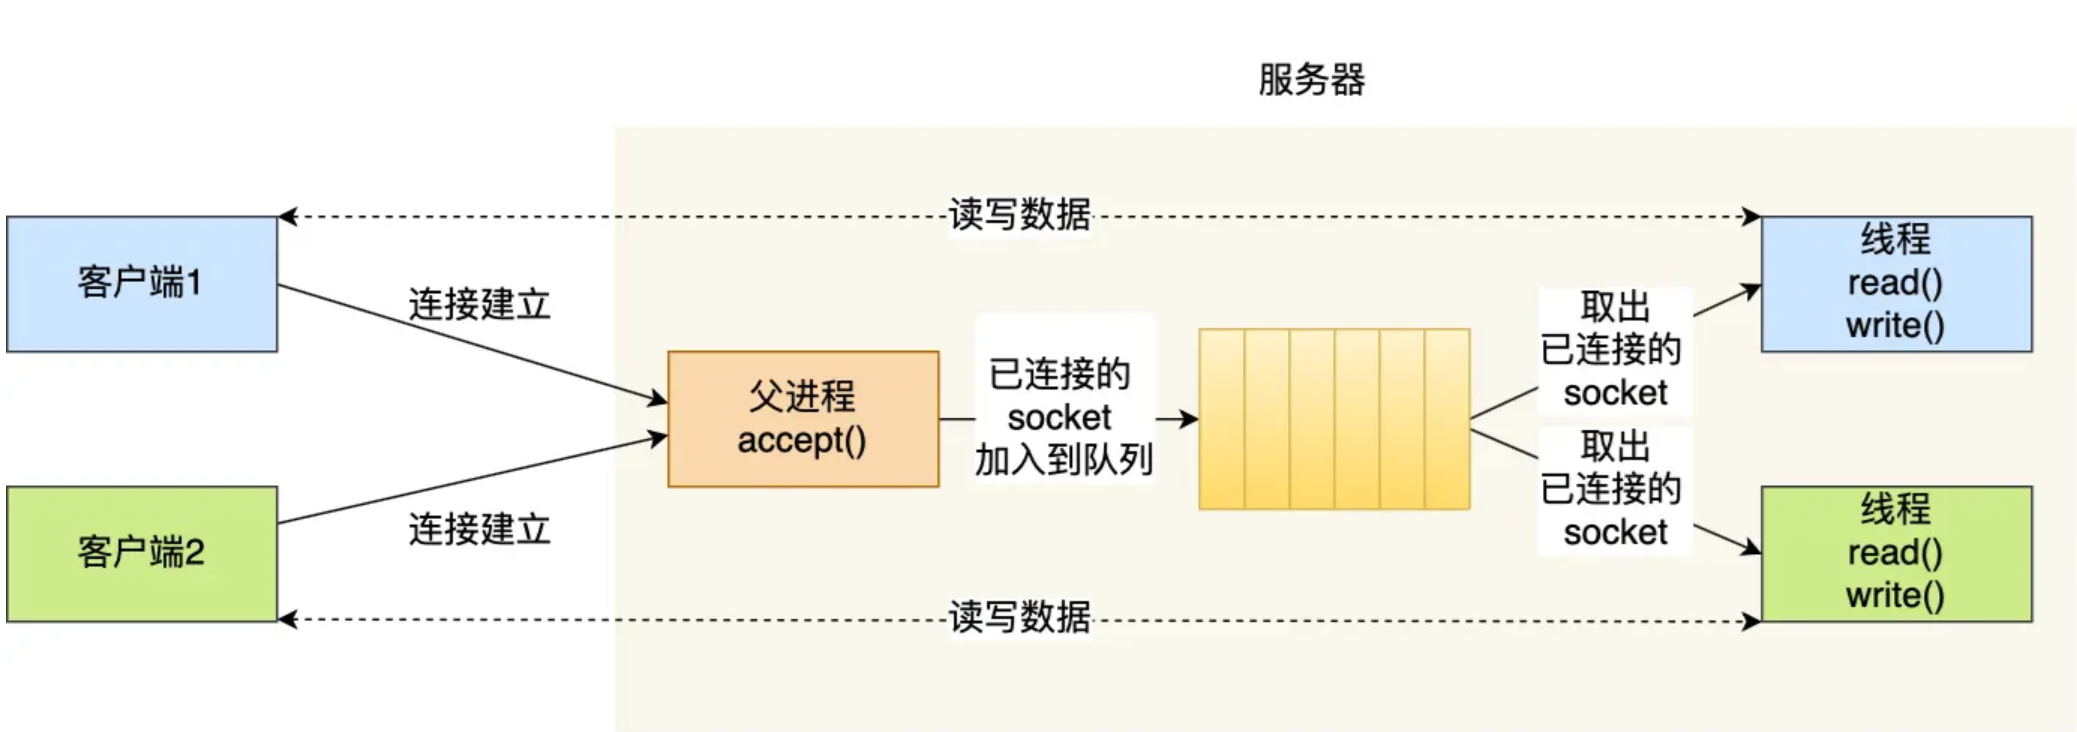 服务器
读写数据
客户端1
连接建立
父进程
accept()
已连接的
socket
加入到队列
取出
已连接的
socket
线程
read()
write()
客户端2
连接建立
取出
已连接的
socket
线程
read()
write()
读写数据